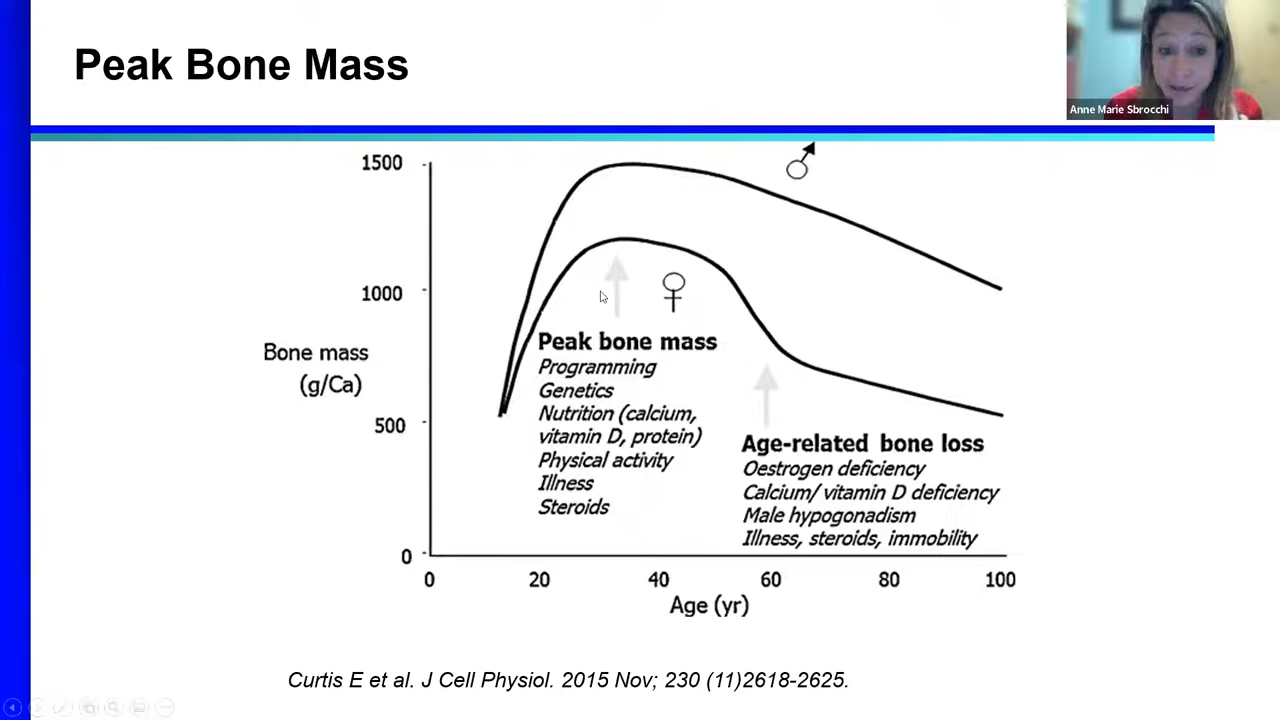 Peak Bone Mass
Anne Marie Sbrocchi
1500
1000
Bone mass
(g/Ca)
500
0
Peak bone mass
Programming
Genetics
Nutrition (calcium,
vitamin D, protein)
Physical activity
Illness
Steroids
Age-related bone loss
Oestrogen deficiency
Calcium/ vitamin D deficiency
Male hypogonadism
Illness, steroids, immobility
0 20 40 60 80 100
Age (yr)
Curtis E et al. J Cell Physiol. 2015 Nov; 230 (11)2618-2625.